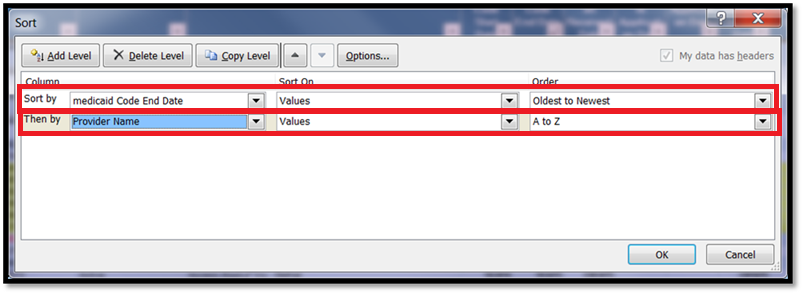 Sort
Add Level Delete Level Copy Level Options... My data has headers
Column Sort On Order
Sort by medicaid Code End Date Values Oldest to Newest
Then by Provider Name Values A to Z
OK Cancel